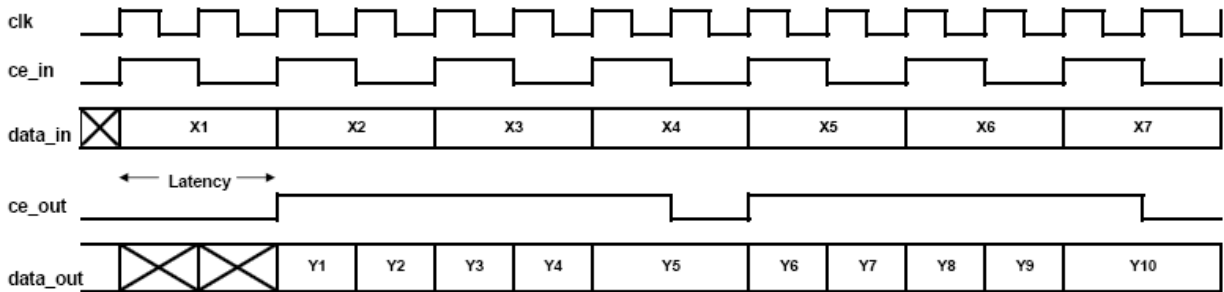 clk
ce_in
data_in X1 X2 X3 X4 X5 X6 X7
Latency
ce_out
data_out Y1 Y2 Y3 Y4 Y5 Y6 Y7 Y8 Y9 Y10